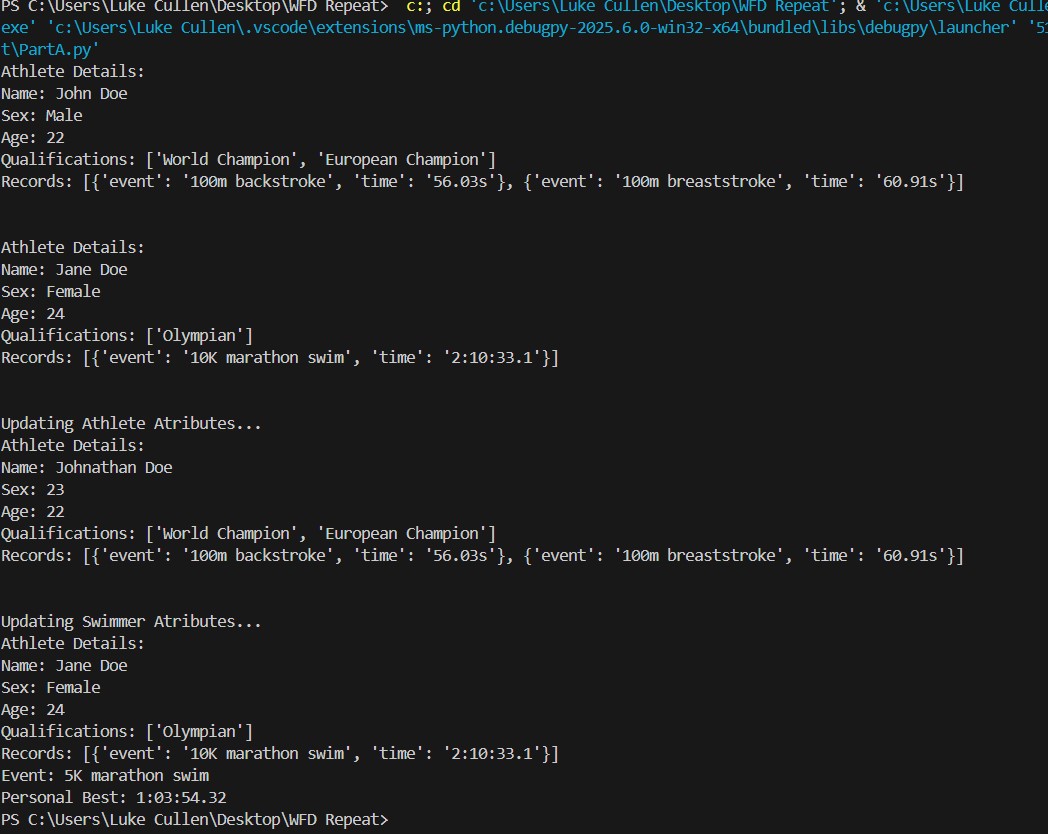 PS C:\Users\Luke Cullen\Desktop\WFD Repeat>  c:; cd 'c:\Users\Luke Cullen\Desktop\WFD Repeat'; & 'c:\Users\Luke Culle
exe' 'c:\Users\Luke Cullen\.vscode\extensions\ms-python.debugpy-2025.6.0-win32-x64\bundled\libs\debugpy\launcher' '51
t\PartA.py'
Athlete Details:
Name: John Doe
Sex: Male
Age: 22
Qualifications: ['World Champion', 'European Champion']
Records: [{'event': '100m backstroke', 'time': '56.03s'}, {'event': '100m breaststroke', 'time': '60.91s'}]
Athlete Details:
Name: Jane Doe
Sex: Female
Age: 24
Qualifications: ['Olympian']
Records: [{'event': '10K marathon swim', 'time': '2:10:33.1'}]
Updating Athlete Atributes...
Athlete Details:
Name: Johnathan Doe
Sex: 23
Age: 22
Qualifications: ['World Champion', 'European Champion']
Records: [{'event': '100m backstroke', 'time': '56.03s'}, {'event': '100m breaststroke', 'time': '60.91s'}]
Updating Swimmer Atributes...
Athlete Details:
Name: Jane Doe
Sex: Female
Age: 24
Qualifications: ['Olympian']
Records: [{'event': '10K marathon swim', 'time': '2:10:33.1'}]
Event: 5K marathon swim
Personal Best: 1:03:54.32
PS C:\Users\Luke Cullen\Desktop\WFD Repeat>